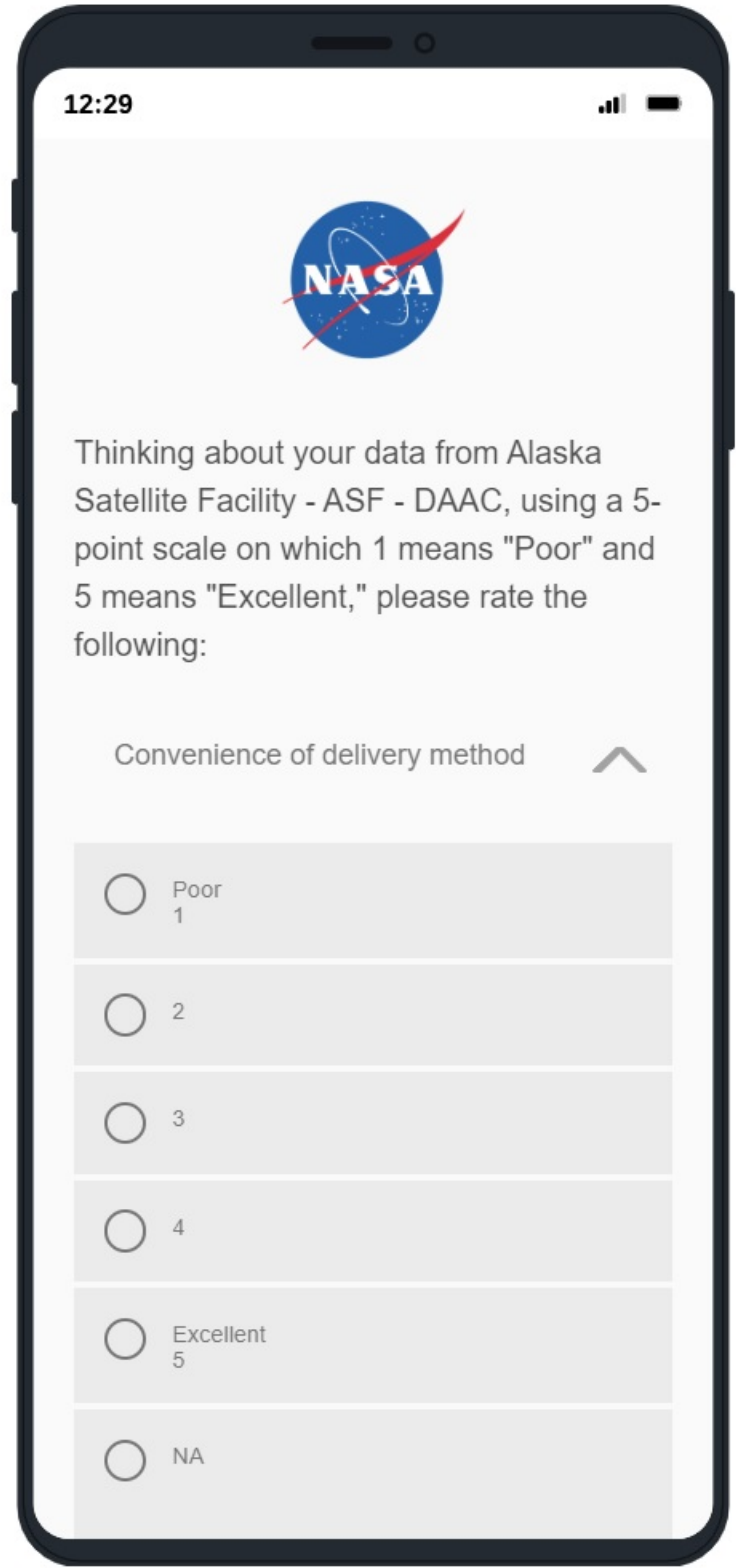 12:29
NASA
Thinking about your data from Alaska
Satellite Facility - ASF - DAAC, using a 5-
point scale on which 1 means "Poor" and
5 means "Excellent," please rate the
following:
Convenience of delivery method
Poor
1
2
3
4
Excellent
5
NA